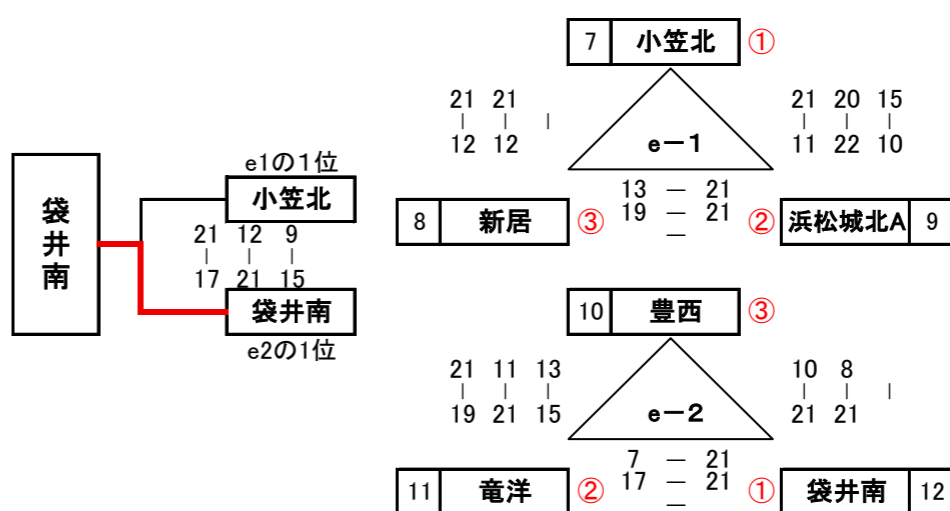 袋井南
e1の1位
小笠北
21 12 9
| | |
17 21 15
袋井南
e2の1位
7 小笠北 ①
21 21
| | |
12 12
e-1
21 20 15
| | |
11 22 10
13 — 21
19 — 21
—
8 新居 ③
② 浜松城北A 9
10 豊西 ③
21 11 13
| | |
19 21 15
e-2
10 8
| | |
21 21
7 — 21
17 — 21
—
11 竜洋 ②
① 袋井南 12